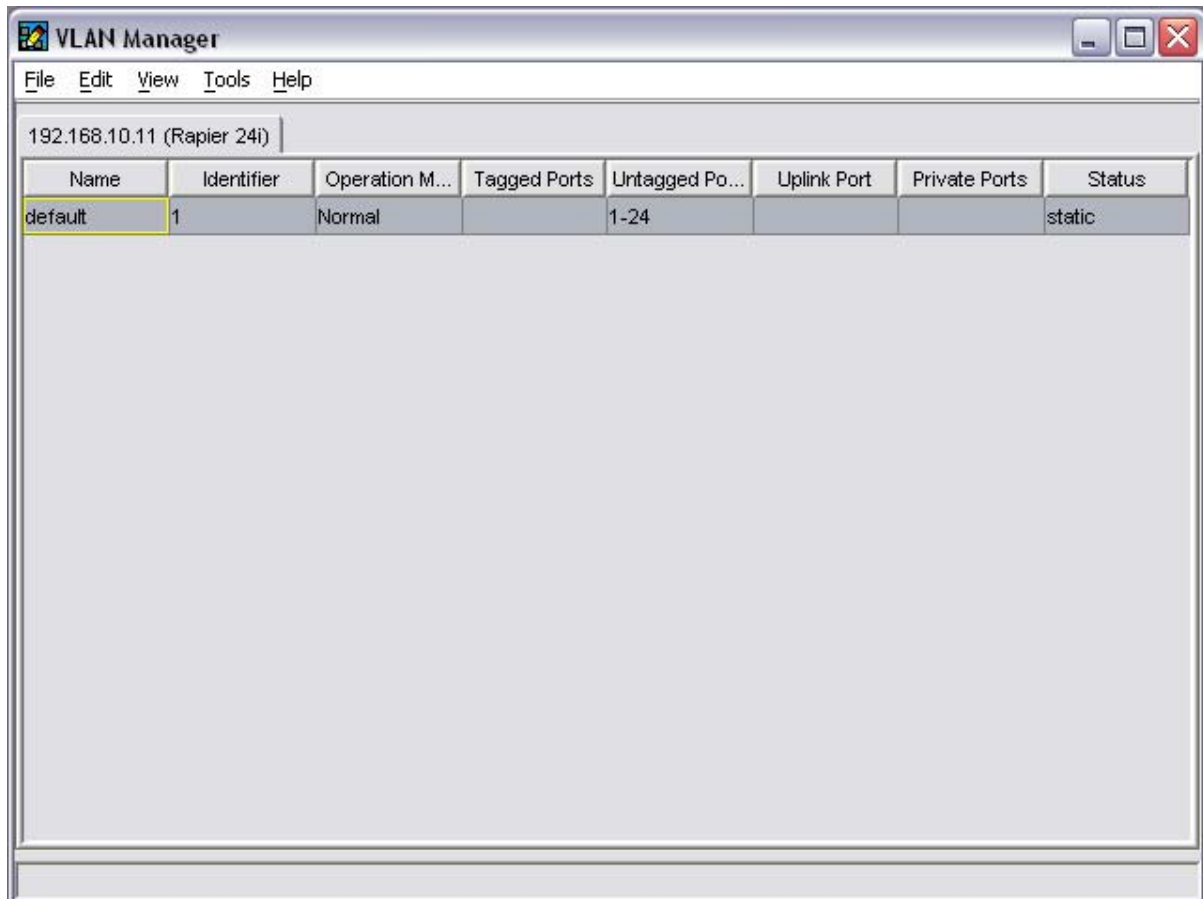 VLAN Manager
File Edit View Tools Help
192.168.10.11 (Rapier 24i)
Name Identifier Operation M... Tagged Ports Untagged Po... Uplink Port Private Ports Status
default 1 Normal 1-24 static